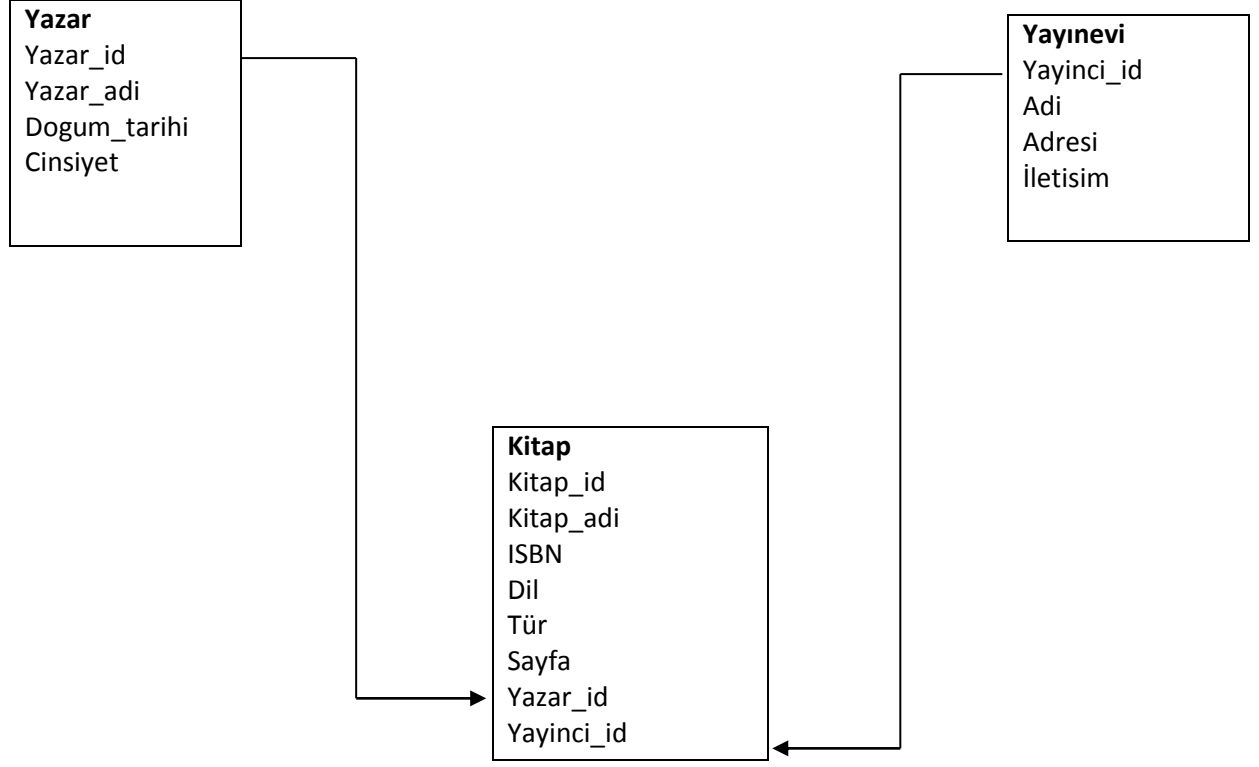 Yazar
Yazar_id
Yazar_adi
Dogum_tarihi
Cinsiyet
Yayınevi
Yayinci_id
Adi
Adresi
İletisim
Kitap
Kitap_id
Kitap_adi
ISBN
Dil
Tür
Sayfa
Yazar_id
Yayinci_id